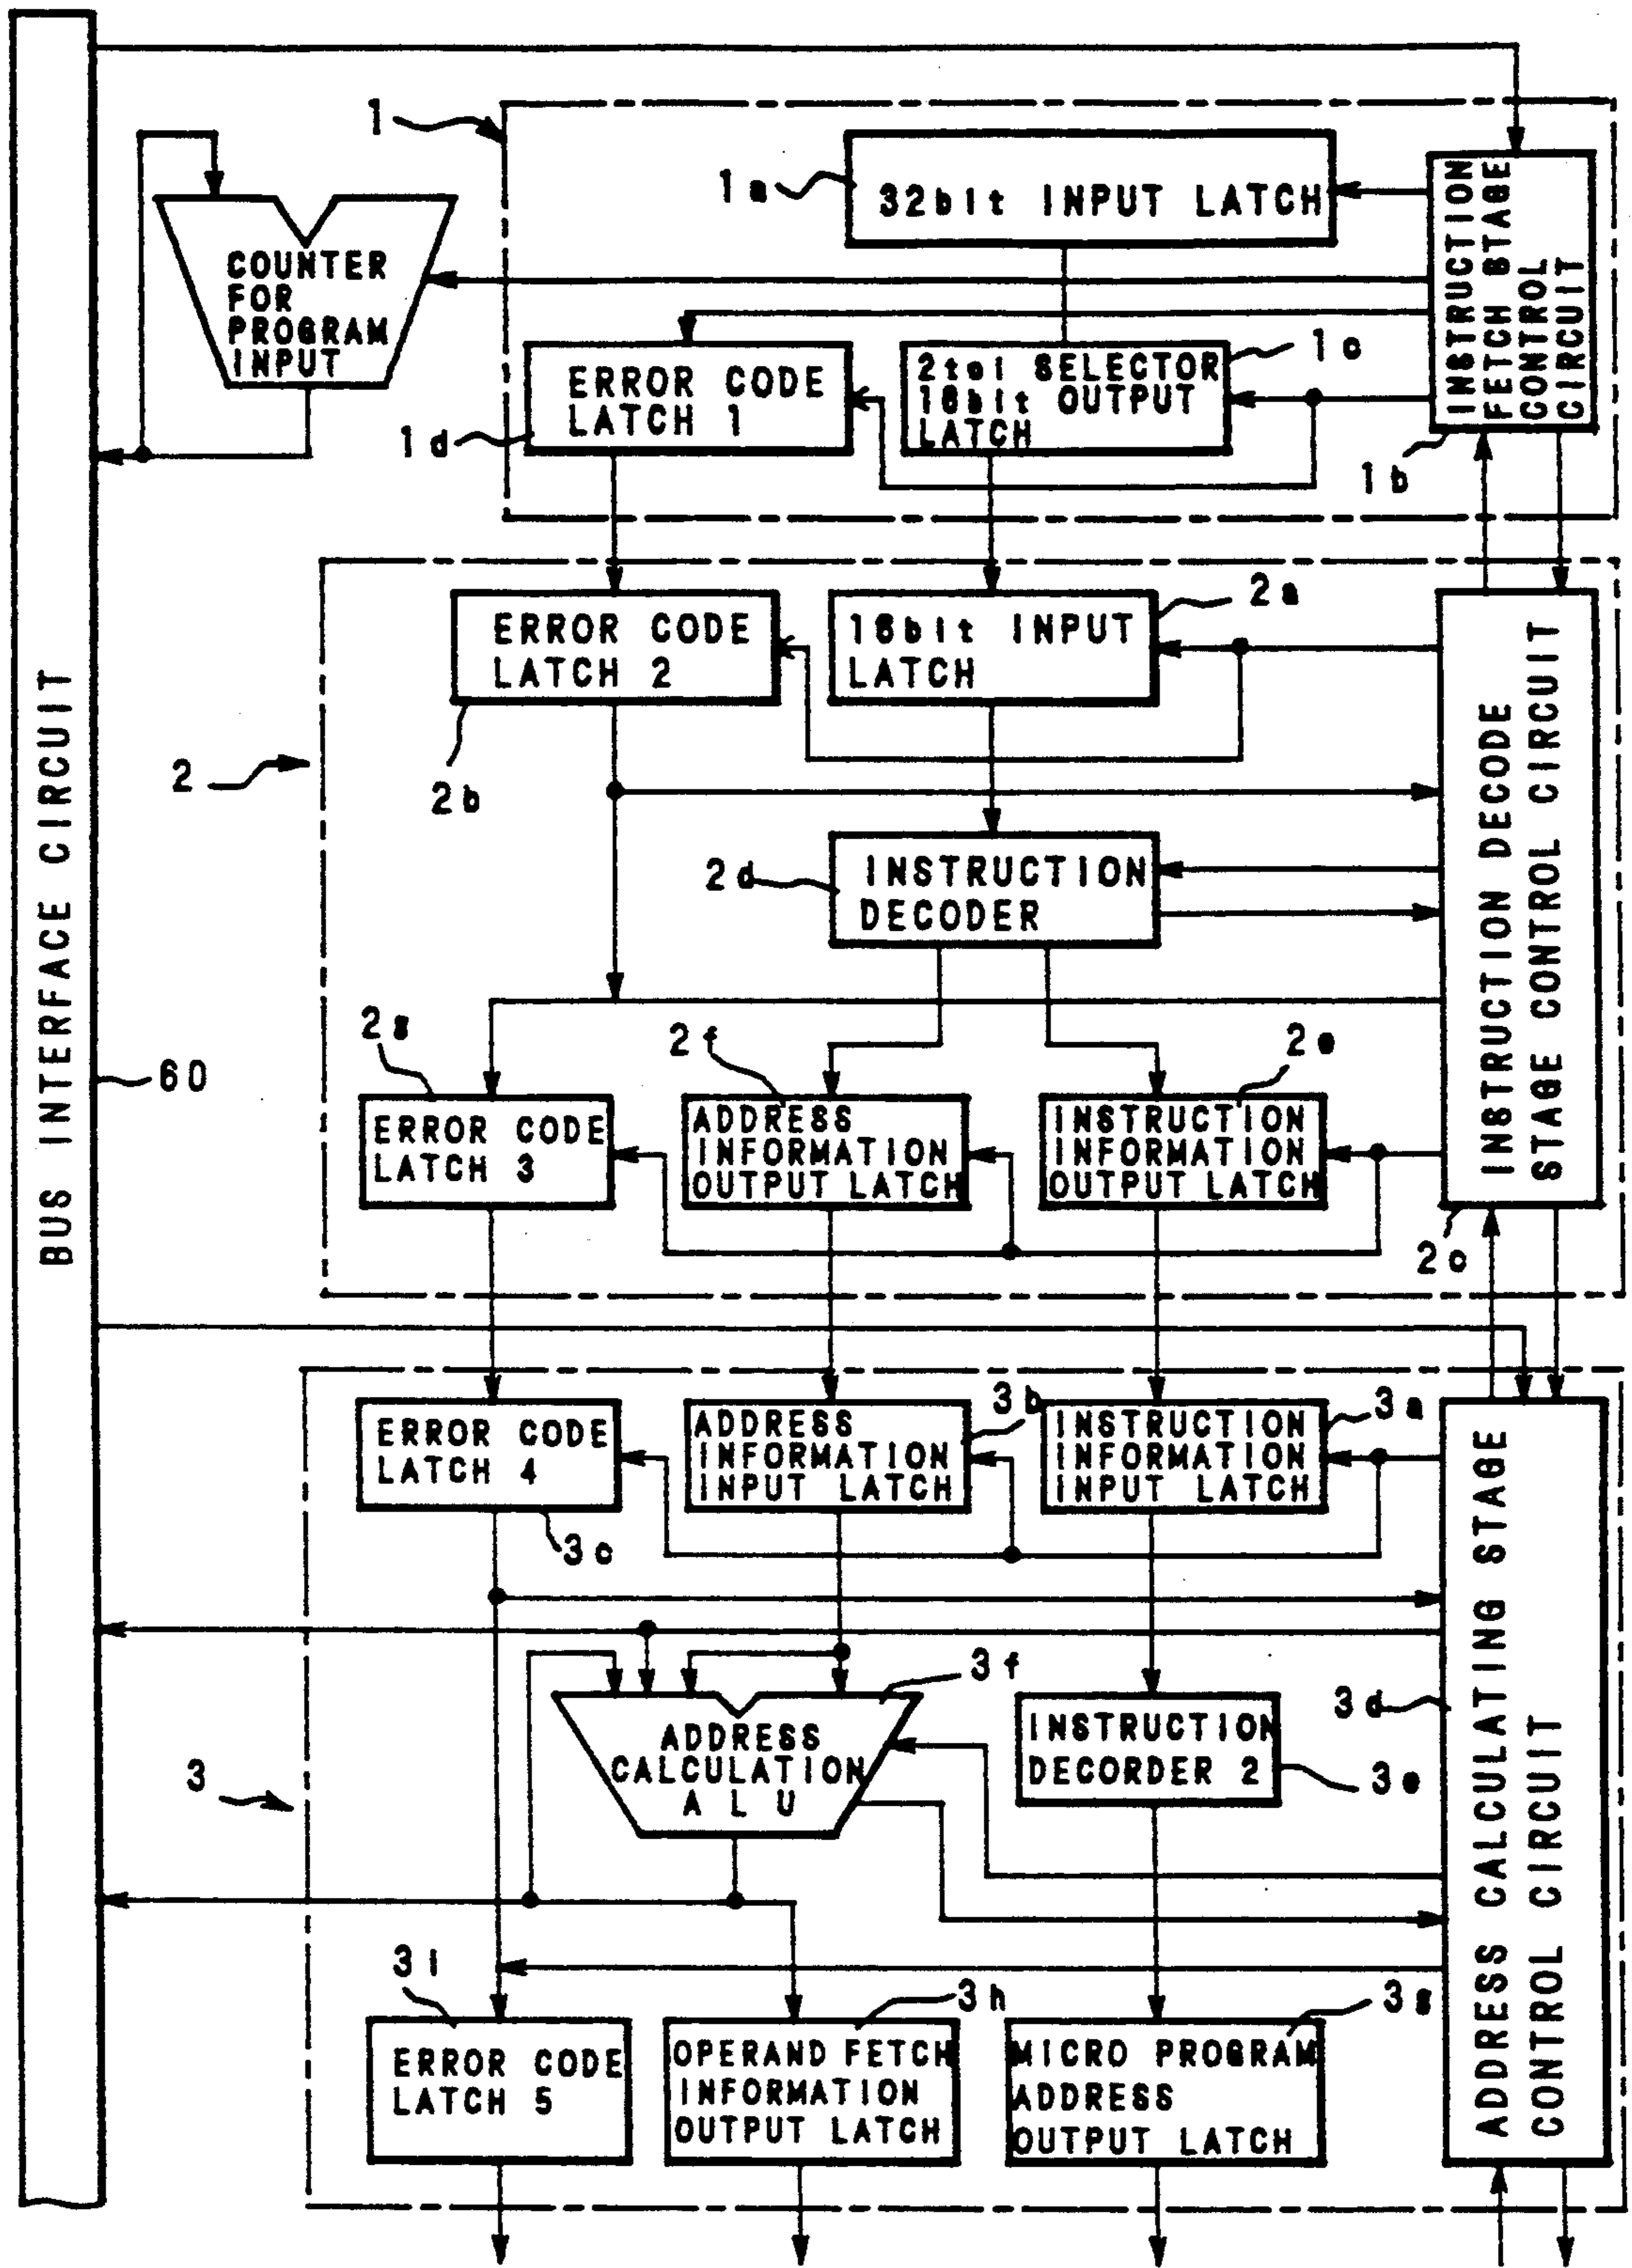 BUS INTERFACE CIRCUIT
60
1
COUNTER
FOR
PROGRAM
INPUT
1a
32bit INPUT LATCH
INSTRUCTION
FETCH STAGE
CONTROL
CIRCUIT
1b
ERROR CODE
LATCH 1
1d
2to1 SELECTOR
16bit OUTPUT
LATCH
1c
2
ERROR CODE
LATCH 2
2b
16bit INPUT
LATCH
2a
2d
INSTRUCTION
DECODER
INSTRUCTION DECODE
STAGE CONTROL CIRCUIT
2c
2g
ERROR CODE
LATCH 3
2f
ADDRESS
INFORMATION
OUTPUT LATCH
2e
INSTRUCTION
INFORMATION
OUTPUT LATCH
3
ERROR CODE
LATCH 4
3c
ADDRESS
INFORMATION
INPUT LATCH
3b
INSTRUCTION
INFORMATION
INPUT LATCH
3a
ADDRESS
CALCULATION
ALU
3f
INSTRUCTION
DECORDER 2
3e
3d
ADDRESS CALCULATING STAGE
CONTROL CIRCUIT
3i
ERROR CODE
LATCH 5
3h
OPERAND FETCH
INFORMATION
OUTPUT LATCH
3g
MICRO PROGRAM
ADDRESS
OUTPUT LATCH